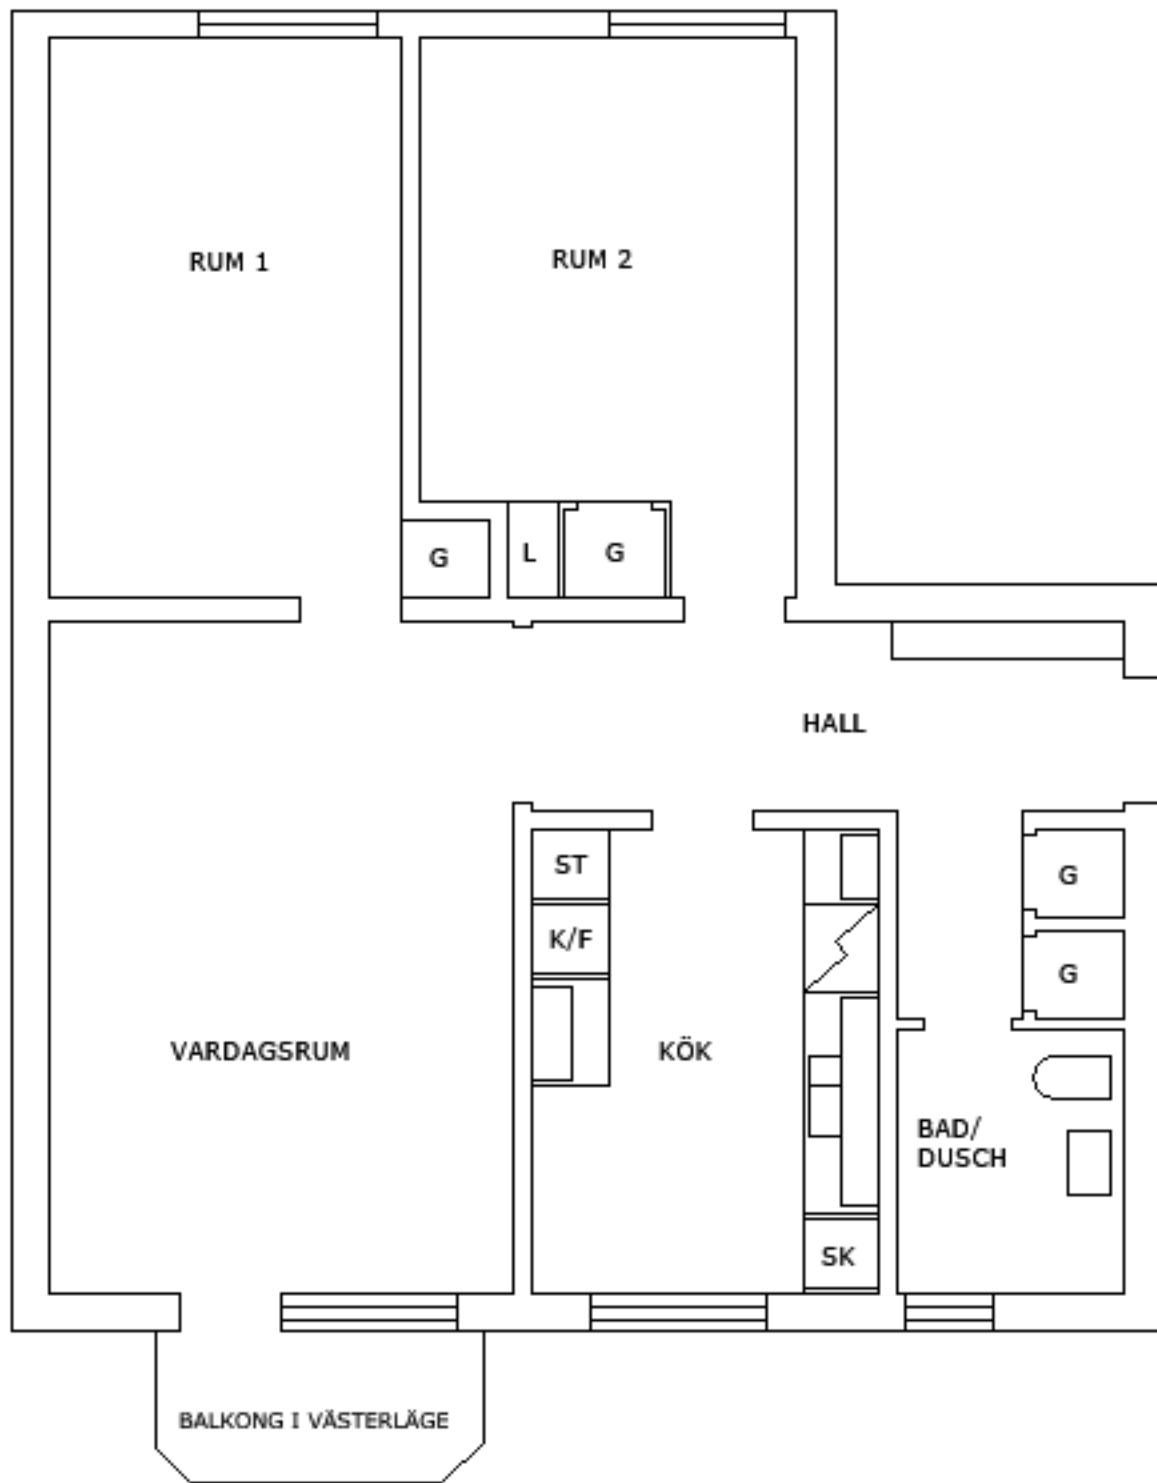 RUM 1
RUM 2
G
L
G
HALL
ST
K/F
G
G
VARDAGSRUM
KÖK
BAD/
DUSCH
SK
BALKONG I VÄSTERLÄGE